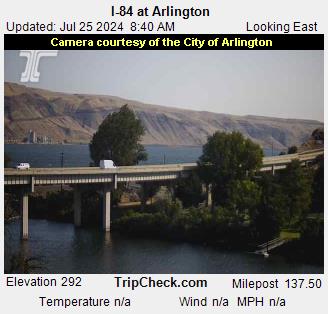 I-84 at Arlington
Updated: Jul 25 2024 8:40 AM Looking East
Camera courtesy of the City of Arlington
Elevation 292 TripCheck.com Milepost 137.50
Temperature n/a Wind n/a MPH n/a